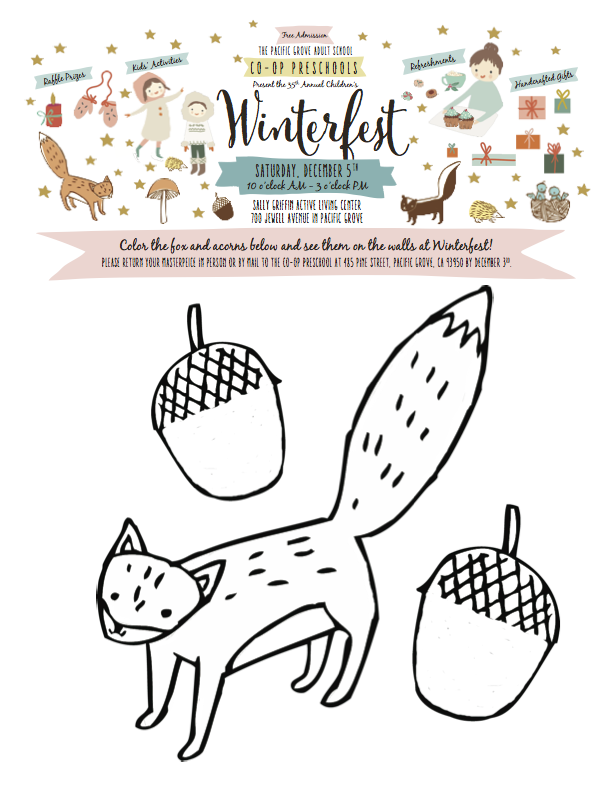 Free Admission
THE PACIFIC GROVE ADULT SCHOOL
CO-OP PRESCHOOLS
Present the 35th Annual Children's
Winterfest
SATURDAY, DECEMBER 5TH
10 o'clock A.M - 3 o'clock P.M
SALLY GRIFFIN ACTIVE LIVING CENTER
700 JEWELL AVENUE IN PACIFIC GROVE
Raffle Prizes
Kids' Activities
Refreshments
Handcrafted Gifts
Color the fox and acorns below and see them on the walls at Winterfest!
PLEASE RETURN YOUR MASTERPEICE IN PERSON OR BY MAIL TO THE CO-OP PRESCHOOL AT 485 PINE STREET, PACIFIC GROVE, CA 93950 BY DECEMBER 3RD.